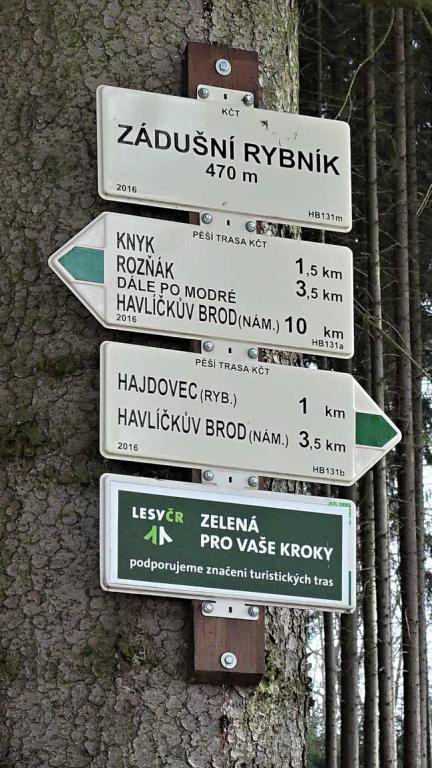 KČT
ZÁDUŠNÍ RYBNÍK
470 m
2016
HB131m
PĚŠÍ TRASA KČT
KNYK 1,5 km
ROZŇÁK 3,5 km
DÁLE PO MODRÉ
HAVLÍČKŮV BROD (NÁM.) 10 km
2016
HB131a
PĚŠÍ TRASA KČT
HAJDOVEC (RYB.) 1 km
HAVLÍČKŮV BROD (NÁM.) 3,5 km
2016
HB131b
LESYČR
ZELENÁ
PRO VAŠE KROKY
podporujeme značení turistických tras